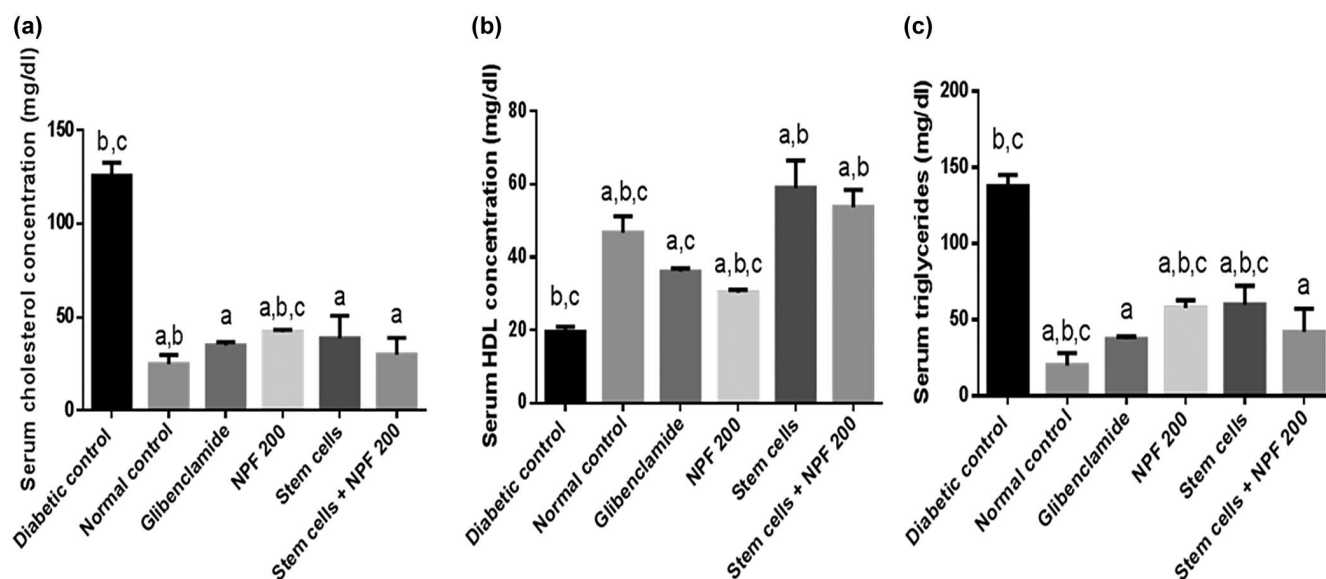 (a)
Serum cholesterol concentration (mg/dl)
150
100
50
0
b,c
a,b
a
a,b,c
a
a
Diabetic control
Normal control
Glibenclamide
NPF 200
Stem cells
Stem cells + NPF 200
(b)
Serum HDL concentration (mg/dl)
80
60
40
20
0
b,c
a,b,c
a,c
a,b,c
a,b
a,b
Diabetic control
Normal control
Glibenclamide
NPF 200
Stem cells
Stem cells + NPF 200
(c)
Serum triglycerides (mg/dl)
200
150
100
50
0
b,c
a,b,c
a
a,b,c
a,b,c
a
Diabetic control
Normal control
Glibenclamide
NPF 200
Stem cells
Stem cells + NPF 200